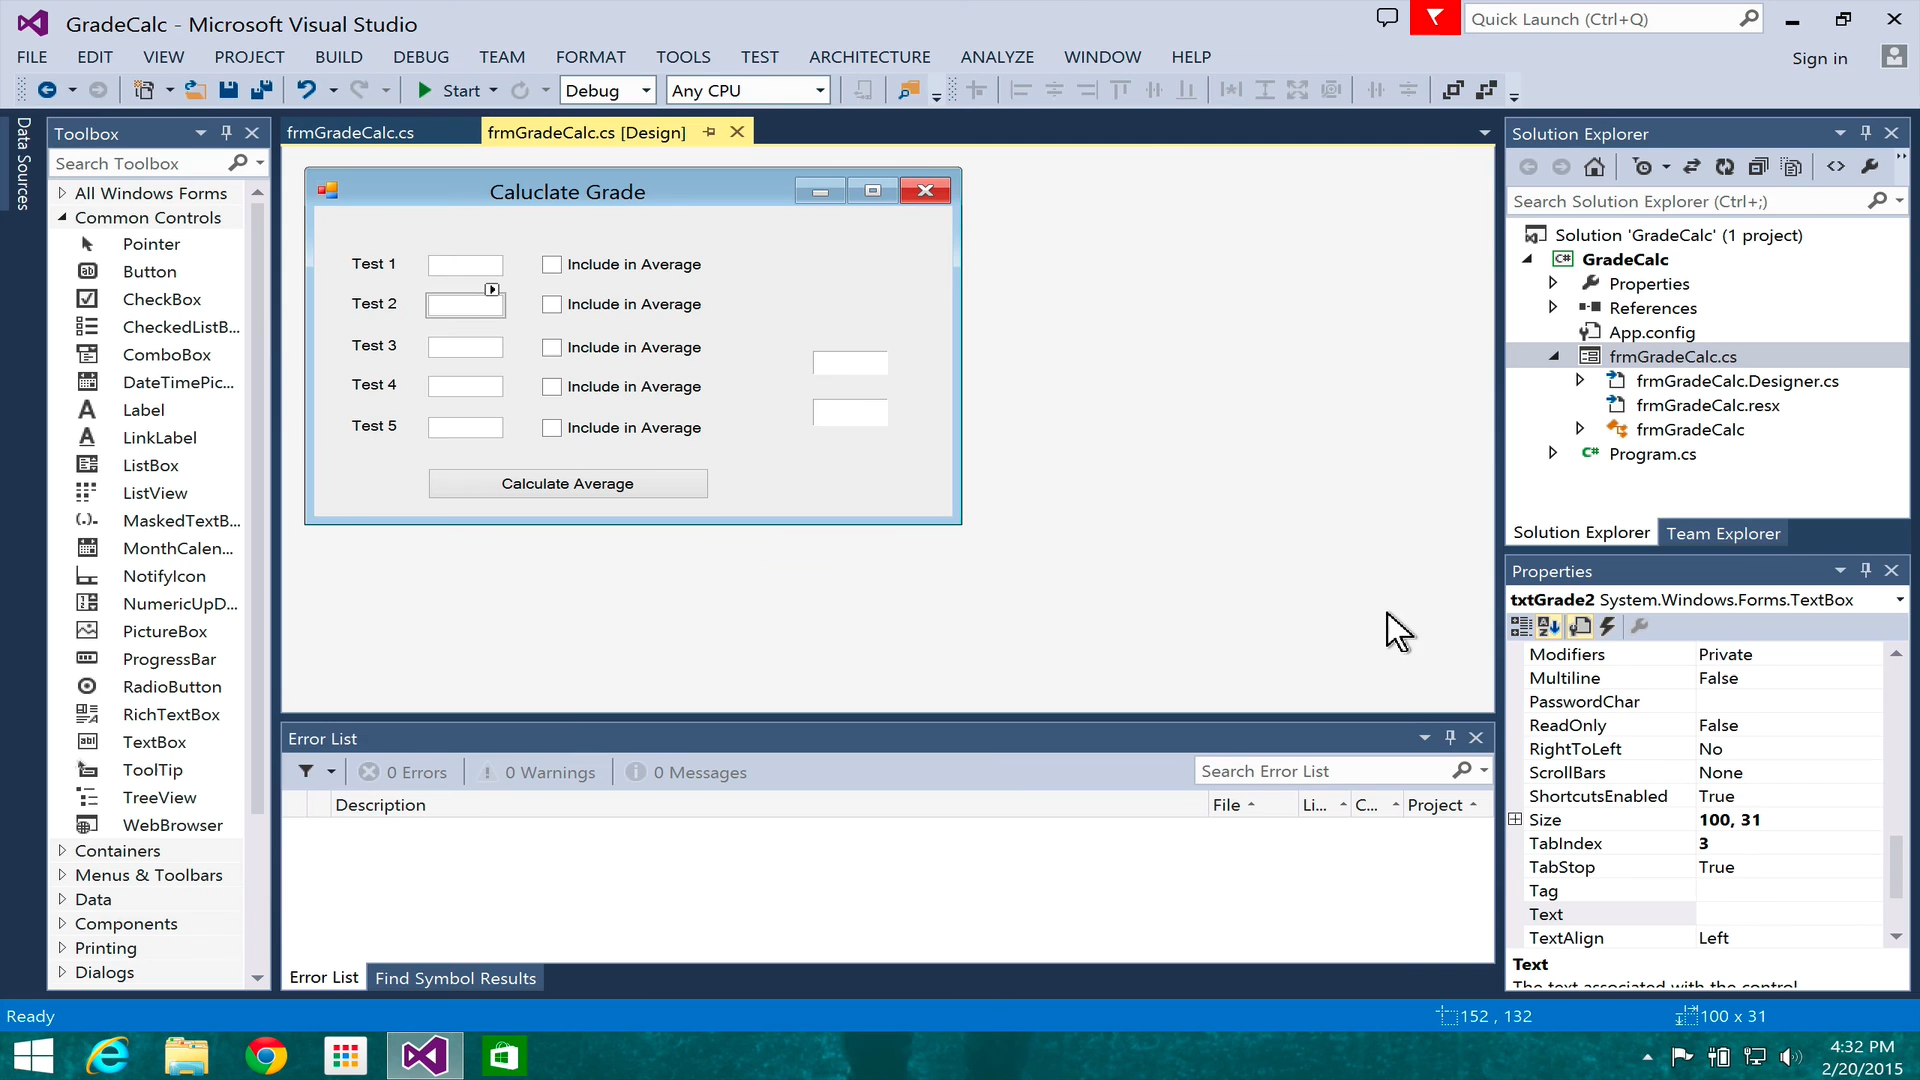 GradeCalc - Microsoft Visual Studio
Quick Launch (Ctrl+Q)
FILE EDIT VIEW PROJECT BUILD DEBUG TEAM FORMAT TOOLS TEST ARCHITECTURE ANALYZE WINDOW HELP
Sign in
Start Debug Any CPU
Data Sources
Toolbox
Search Toolbox
All Windows Forms
Common Controls
Pointer
Button
CheckBox
CheckedListB...
ComboBox
DateTimePic...
Label
LinkLabel
ListBox
ListView
MaskedTextB...
MonthCalen...
NotifyIcon
NumericUpD...
PictureBox
ProgressBar
RadioButton
RichTextBox
TextBox
ToolTip
TreeView
WebBrowser
Containers
Menus & Toolbars
Data
Components
Printing
Dialogs
frmGradeCalc.cs
frmGradeCalc.cs [Design]
Caluclate Grade
Test 1 Include in Average
Test 2 Include in Average
Test 3 Include in Average
Test 4 Include in Average
Test 5 Include in Average
Calculate Average
Error List
0 Errors
0 Warnings
0 Messages
Search Error List
Description File Li... C... Project
Error List
Find Symbol Results
Solution Explorer
Search Solution Explorer (Ctrl+;)
Solution 'GradeCalc' (1 project)
GradeCalc
Properties
References
App.config
frmGradeCalc.cs
frmGradeCalc.Designer.cs
frmGradeCalc.resx
frmGradeCalc
Program.cs
Solution Explorer
Team Explorer
Properties
txtGrade2 System.Windows.Forms.TextBox
Modifiers Private
Multiline False
PasswordChar
ReadOnly False
RightToLeft No
ScrollBars None
ShortcutsEnabled True
Size 100, 31
TabIndex 3
TabStop True
Tag
Text
TextAlign Left
Text
The text associated with the control
Ready
152 , 132
100 x 31
4:32 PM
2/20/2015